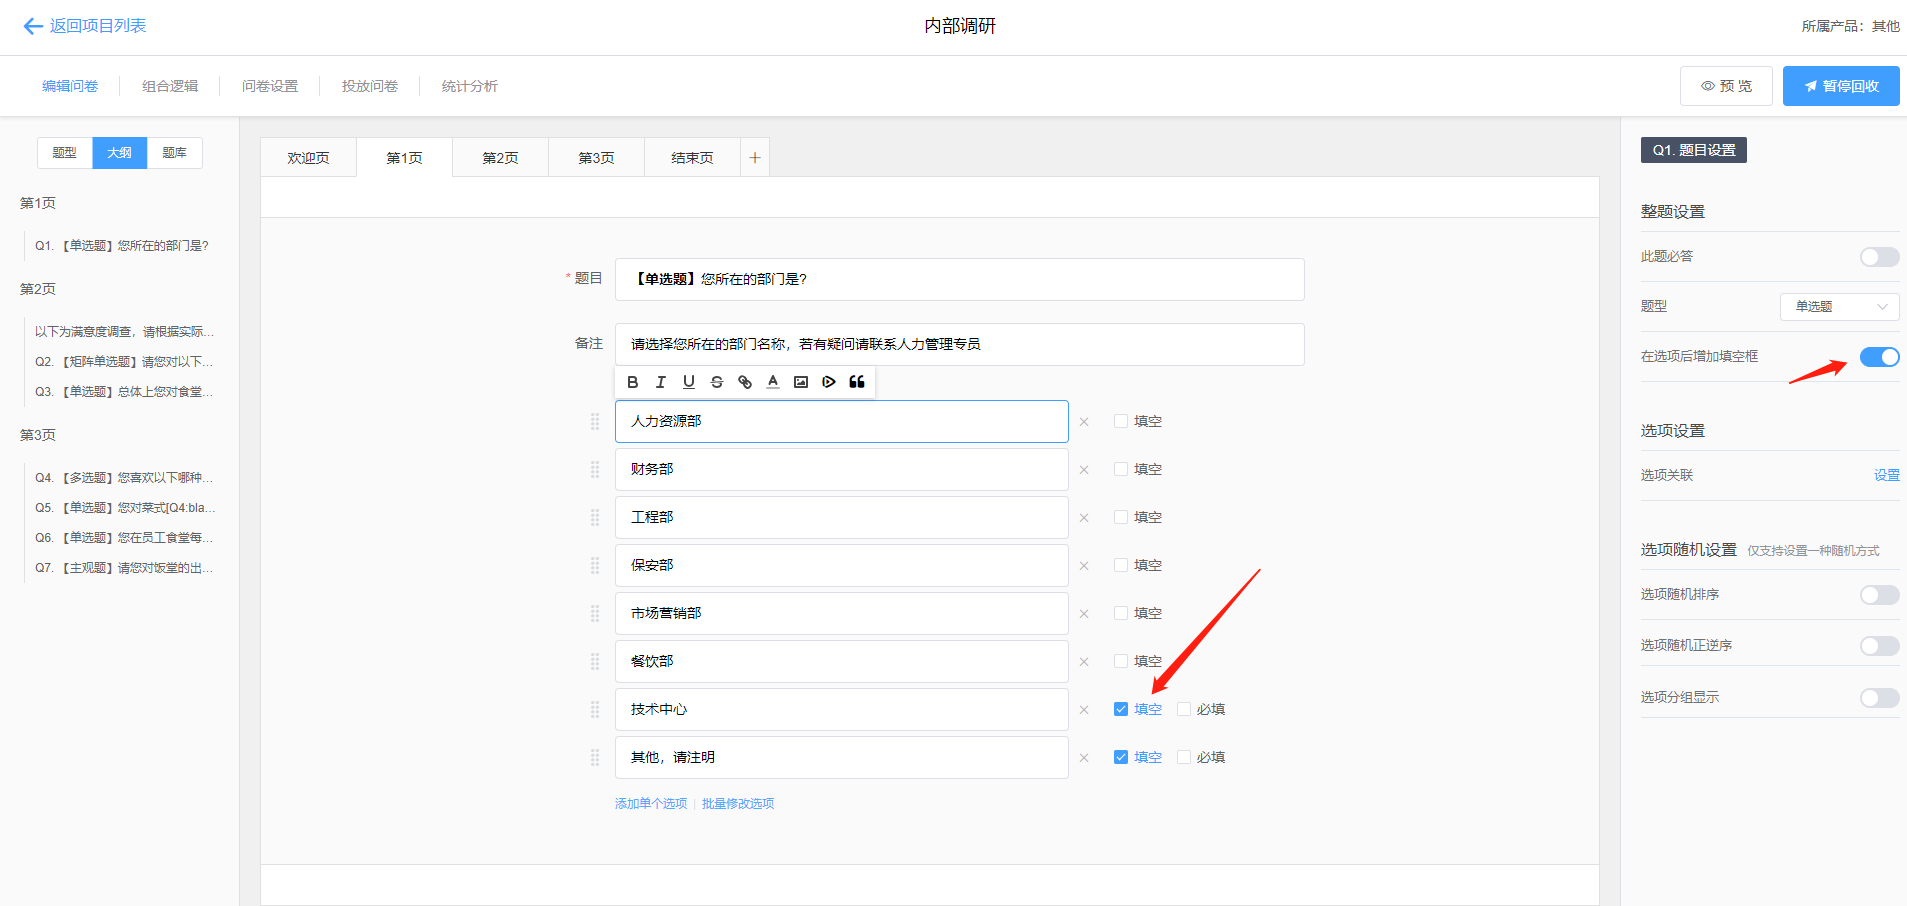 返回项目列表
内部调研
所属产品：其他
编辑问卷
组合逻辑
问卷设置
投放问卷
统计分析
预 览
暂停回收
题型
大纲
题库
第1页
Q1. 【单选题】您所在的部门是?
第2页
以下为满意度调查，请根据实际...
Q2. 【矩阵单选题】请您对以下...
Q3. 【单选题】总体上您对食堂...
第3页
Q4. 【多选题】您喜欢以下哪种...
Q5. 【单选题】您对菜式[Q4:bla...
Q6. 【单选题】您在员工食堂每...
Q7. 【主观题】请您对饭堂的出...
欢迎页
第1页
第2页
第3页
结束页
+
* 题目
【单选题】您所在的部门是?
备注
请选择您所在的部门名称，若有疑问请联系人力管理专员
B I U S A
人力资源部
填空
财务部
填空
工程部
填空
保安部
填空
市场营销部
填空
餐饮部
填空
技术中心
填空
必填
其他，请注明
填空
必填
添加单个选项 | 批量修改选项
Q1. 题目设置
整题设置
此题必答
题型
单选题
在选项后增加填空框
选项设置
选项关联
设置
选项随机设置 仅支持设置一种随机方式
选项随机排序
选项随机正逆序
选项分组显示